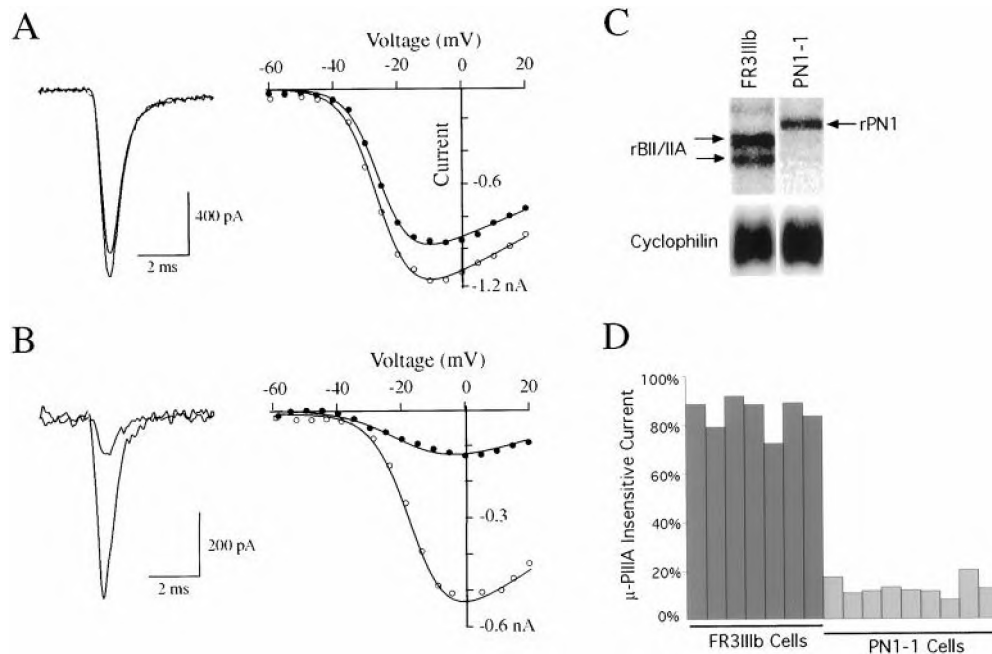 A
Voltage (mV)
-60 -40 -20 0 20
Current
-0.6
-1.2 nA
400 pA
2 ms
B
Voltage (mV)
-60 -40 -20 0 20
-0.3
-0.6 nA
200 pA
2 ms
C
FR3IIIb
PN1-1
rPN1
rBII/IIA
Cyclophilin
D
µ-PIIIA Insensitive Current
100%
80%
60%
40%
20%
0%
FR3IIIb Cells
PN1-1 Cells